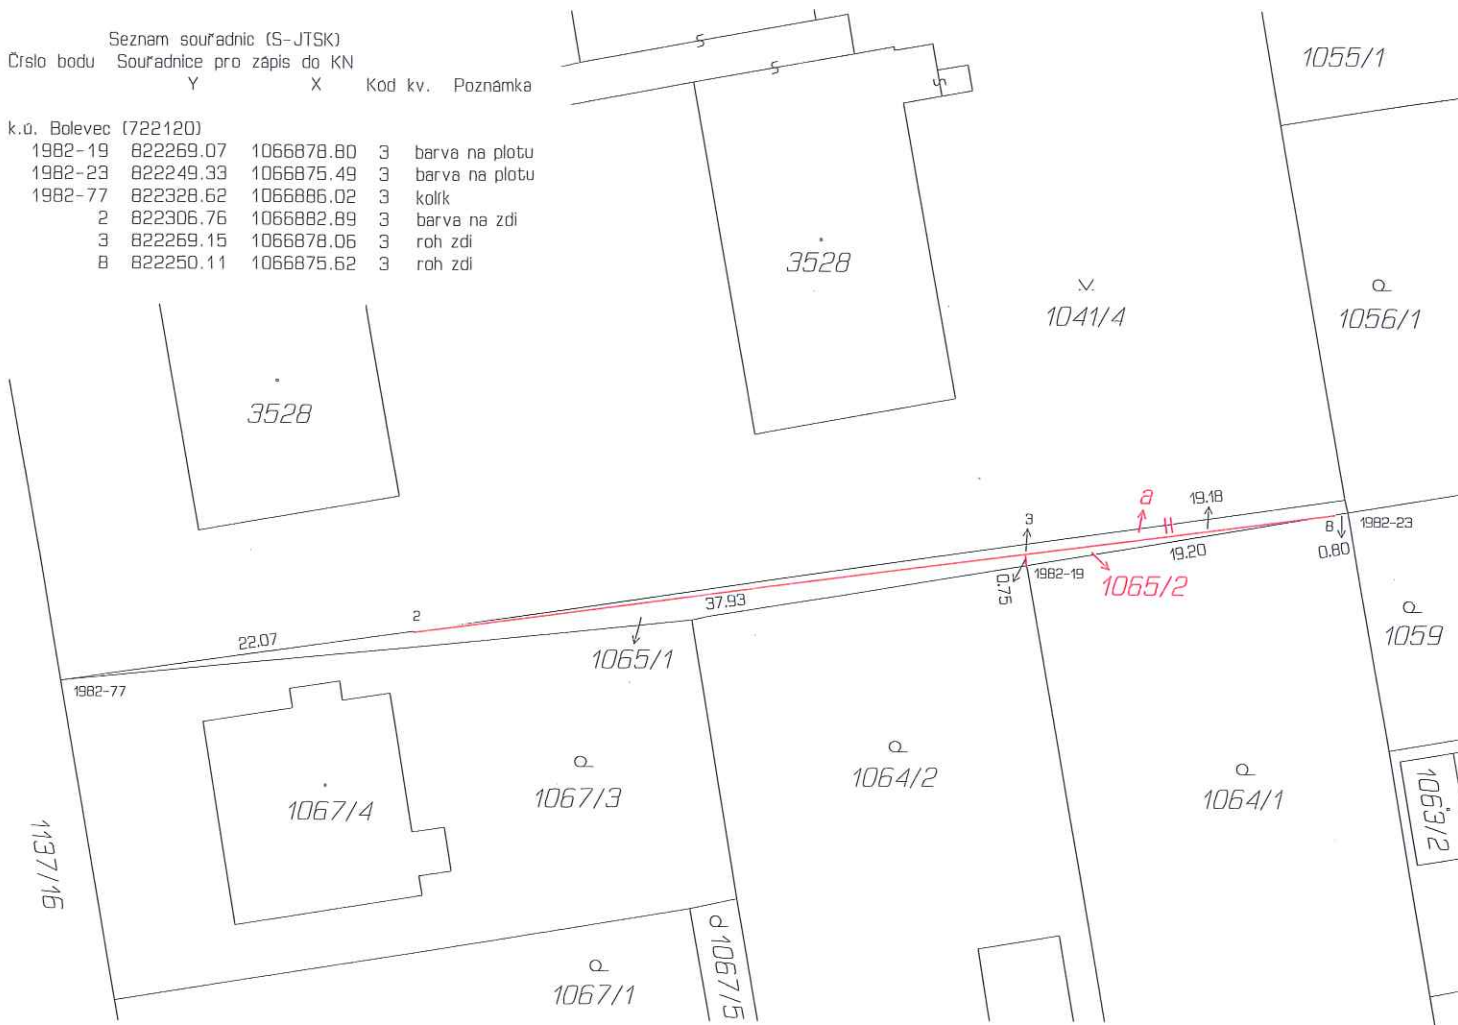 Seznam souřadnic (S-JTSK)
Číslo bodu Souřadnice pro zápis do KN
Y X Kód kv. Poznámka
k.ú. Bolevec (722120)
1982-19 822269.07 1066878.80 3 barva na plotu
1982-23 822249.33 1066875.49 3 barva na plotu
1982-77 822328.62 1066886.02 3 kolík
2 822306.76 1066882.89 3 barva na zdi
3 822269.15 1066878.06 3 roh zdi
8 822250.11 1066875.62 3 roh zdi
1055/1
3528
1041/4
1056/1
3528
a
19.18
3
8
1982-23
0.80
19.20
1982-19
1065/2
0.75
37.93
2
22.07
1065/1
1059
1982-77
1064/2
1067/3
1067/4
1064/1
1063/2
1137/16
1067/5
1067/1